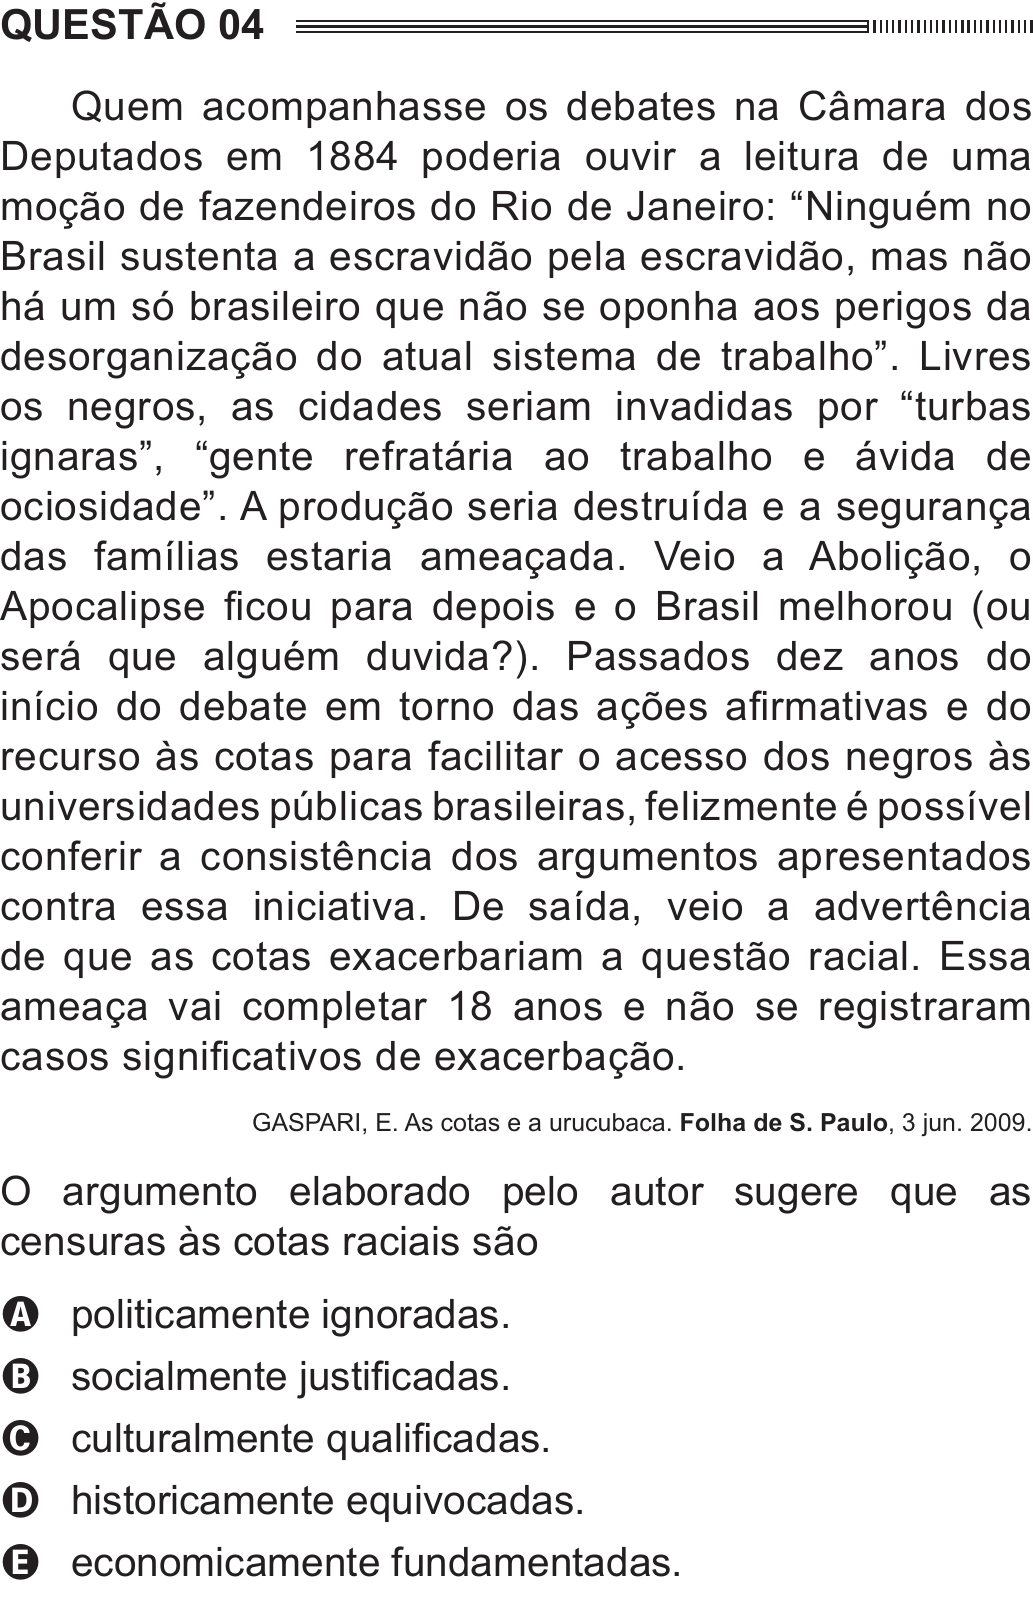 QUESTÃO 04
Quem acompanhasse os debates na Câmara dos
Deputados em 1884 poderia ouvir a leitura de uma
moção de fazendeiros do Rio de Janeiro: “Ninguém no
Brasil sustenta a escravidão pela escravidão, mas não
há um só brasileiro que não se oponha aos perigos da
desorganização do atual sistema de trabalho”. Livres
os negros, as cidades seriam invadidas por “turbas
ignaras”, “gente refratária ao trabalho e ávida de
ociosidade”. A produção seria destruída e a segurança
das famílias estaria ameaçada. Veio a Abolição, o
Apocalipse ficou para depois e o Brasil melhorou (ou
será que alguém duvida?). Passados dez anos do
início do debate em torno das ações afirmativas e do
recurso às cotas para facilitar o acesso dos negros às
universidades públicas brasileiras, felizmente é possível
conferir a consistência dos argumentos apresentados
contra essa iniciativa. De saída, veio a advertência
de que as cotas exacerbariam a questão racial. Essa
ameaça vai completar 18 anos e não se registraram
casos significativos de exacerbação.
GASPARI, E. As cotas e a urucubaca. Folha de S. Paulo, 3 jun. 2009.
O argumento elaborado pelo autor sugere que as
censuras às cotas raciais são
A politicamente ignoradas.
B socialmente justificadas.
C culturalmente qualificadas.
D historicamente equivocadas.
E economicamente fundamentadas.